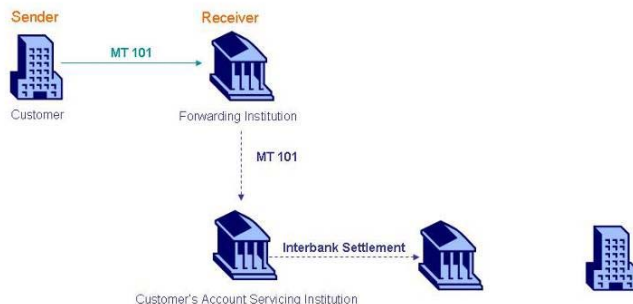 Sender
Receiver
MT 101
Customer
Forwarding Institution
MT 101
Interbank Settlement
Customer's Account Servicing Institution